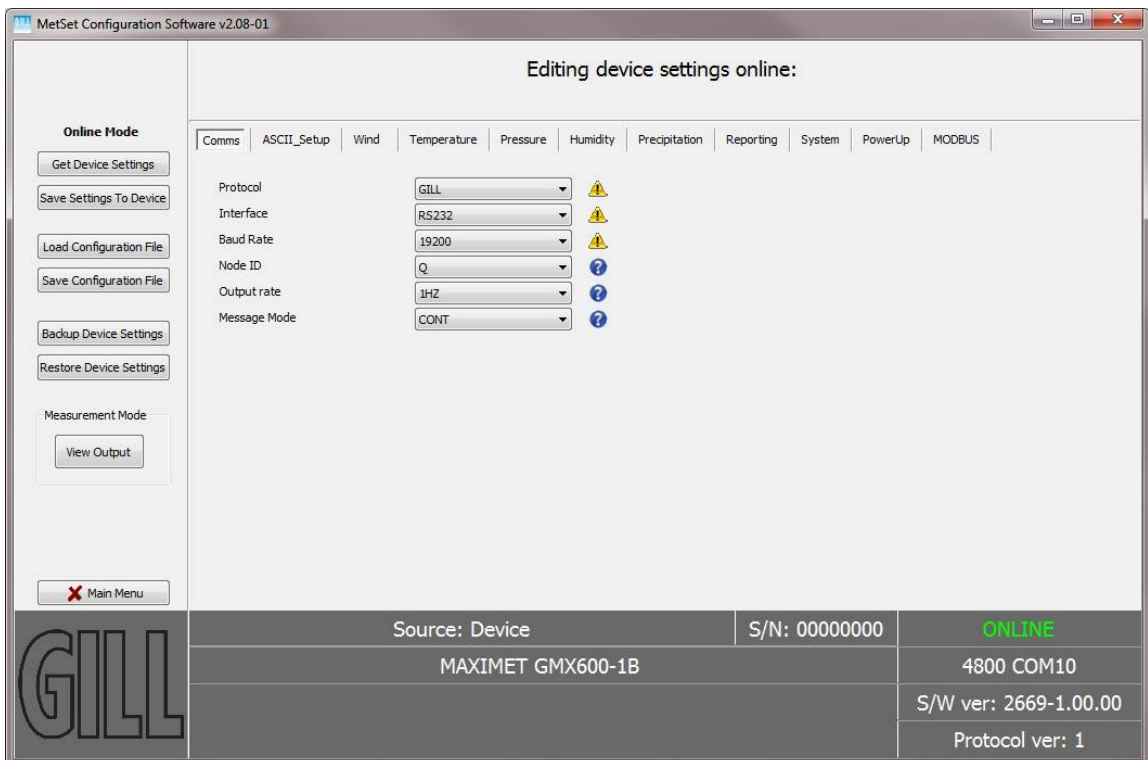 MetSet Configuration Software v2.08-01
Editing device settings online:
Online Mode
Get Device Settings
Save Settings To Device
Load Configuration File
Save Configuration File
Backup Device Settings
Restore Device Settings
Measurement Mode
View Output
Main Menu
Comms ASCII_Setup Wind Temperature Pressure Humidity Precipitation Reporting System PowerUp MODBUS
Protocol GILL
Interface RS232
Baud Rate 19200
Node ID Q
Output rate 1HZ
Message Mode CONT
GILL
Source: Device S/N: 00000000 ONLINE
MAXIMET GMX600-1B 4800 COM10
S/W ver: 2669-1.00.00
Protocol ver: 1